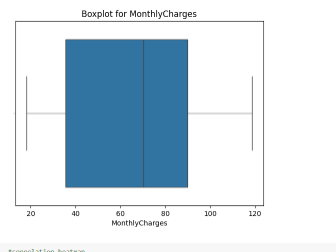 Boxplot for MonthlyCharges
20 40 60 80 100 120
MonthlyCharges
#correlation heatmap